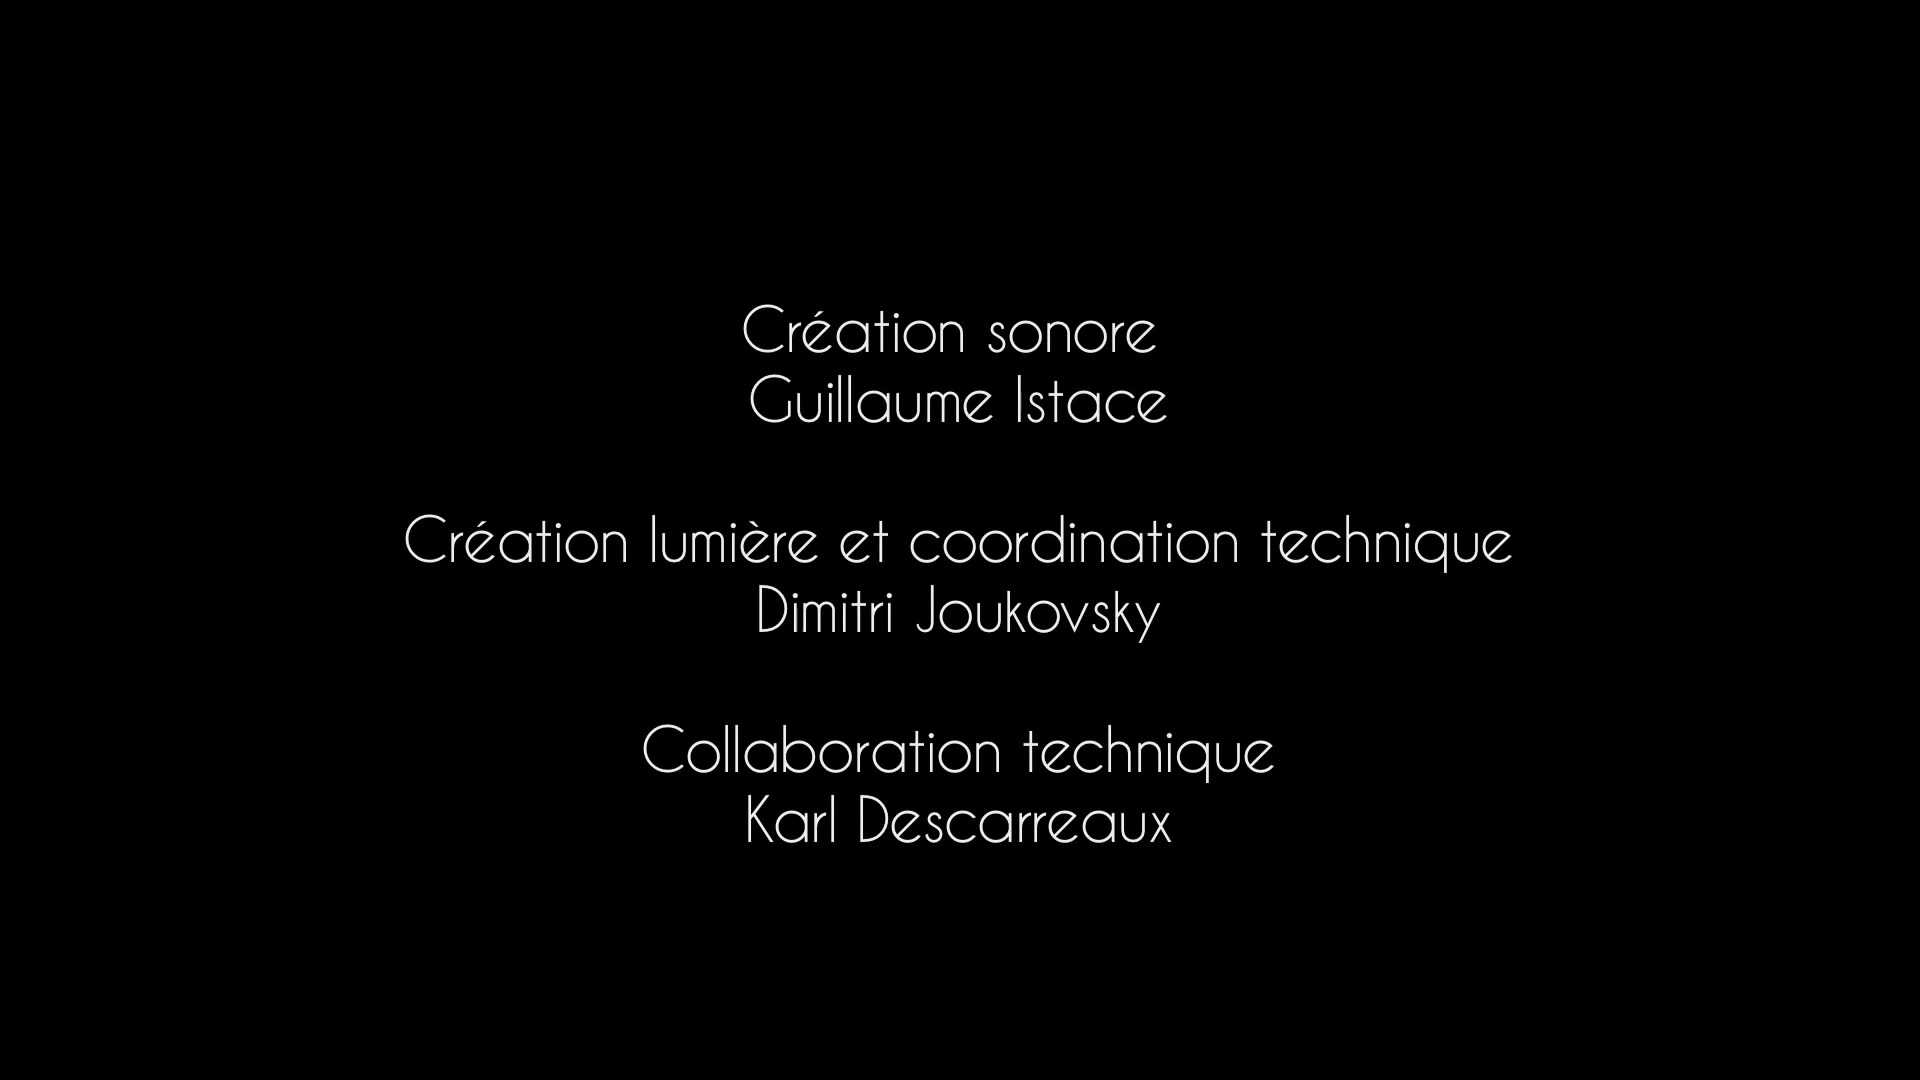 Création sonore
Guillaume Istace
Création lumière et coordination technique
Dimitri Joukovsky
Collaboration technique
Karl Descarreaux